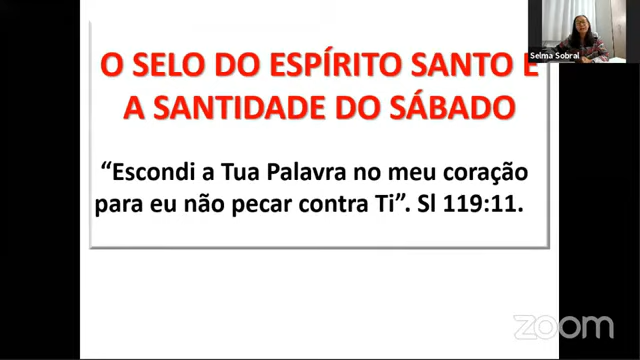 O SELO DO ESPÍRITO SANTO E
A SANTIDADE DO SÁBADO
“Escondi a Tua Palavra no meu coração
para eu não pecar contra Ti”. Sl 119:11.
Selma Sobral
zoom